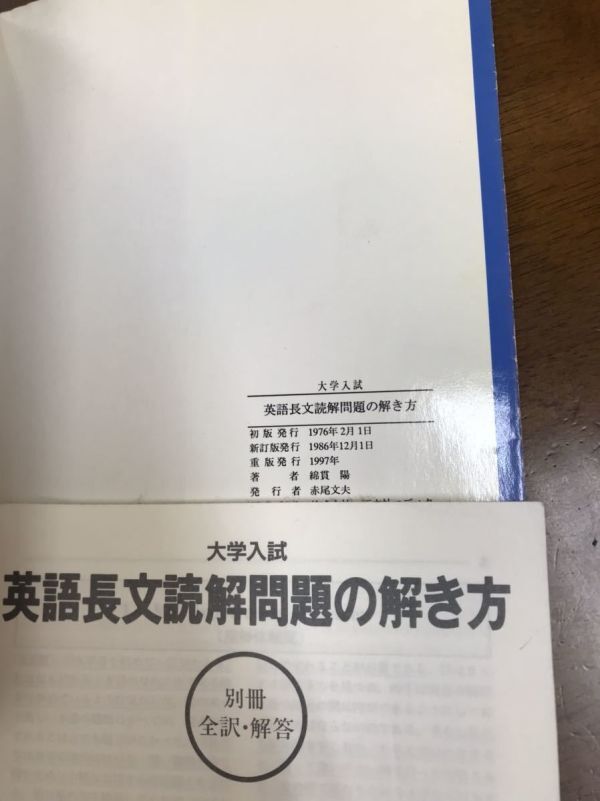 大学入試
英語長文読解問題の解き方
初版発行 1976年2月1日
新訂版発行 1986年12月1日
重版発行 1997年
著者 綿貫 陽
発行者 赤尾文夫
大学入試
英語長文読解問題の解き方
別冊
全訳・解答